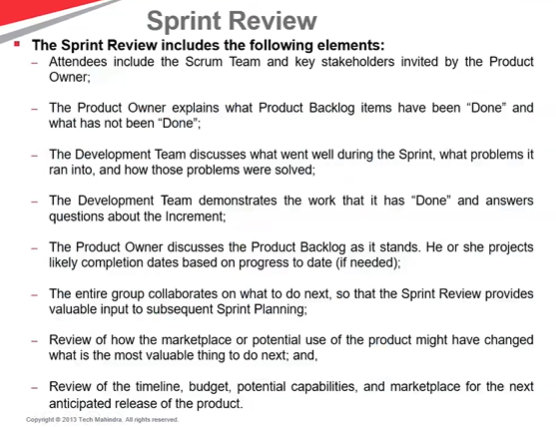 Sprint Review
The Sprint Review includes the following elements:
– Attendees include the Scrum Team and key stakeholders invited by the Product
Owner;
– The Product Owner explains what Product Backlog items have been “Done” and
what has not been “Done”;
– The Development Team discusses what went well during the Sprint, what problems it
ran into, and how those problems were solved;
– The Development Team demonstrates the work that it has “Done” and answers
questions about the Increment;
– The Product Owner discusses the Product Backlog as it stands. He or she projects
likely completion dates based on progress to date (if needed);
– The entire group collaborates on what to do next, so that the Sprint Review provides
valuable input to subsequent Sprint Planning;
– Review of how the marketplace or potential use of the product might have changed
what is the most valuable thing to do next; and,
– Review of the timeline, budget, potential capabilities, and marketplace for the next
anticipated release of the product.
Copyright © 2013 Tech Mahindra. All rights reserved.